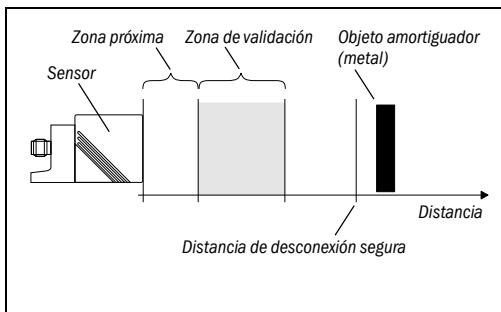 Zona próxima
Zona de validación
Objeto amortiguador
(metal)
Sensor
Distancia
Distancia de desconexión segura